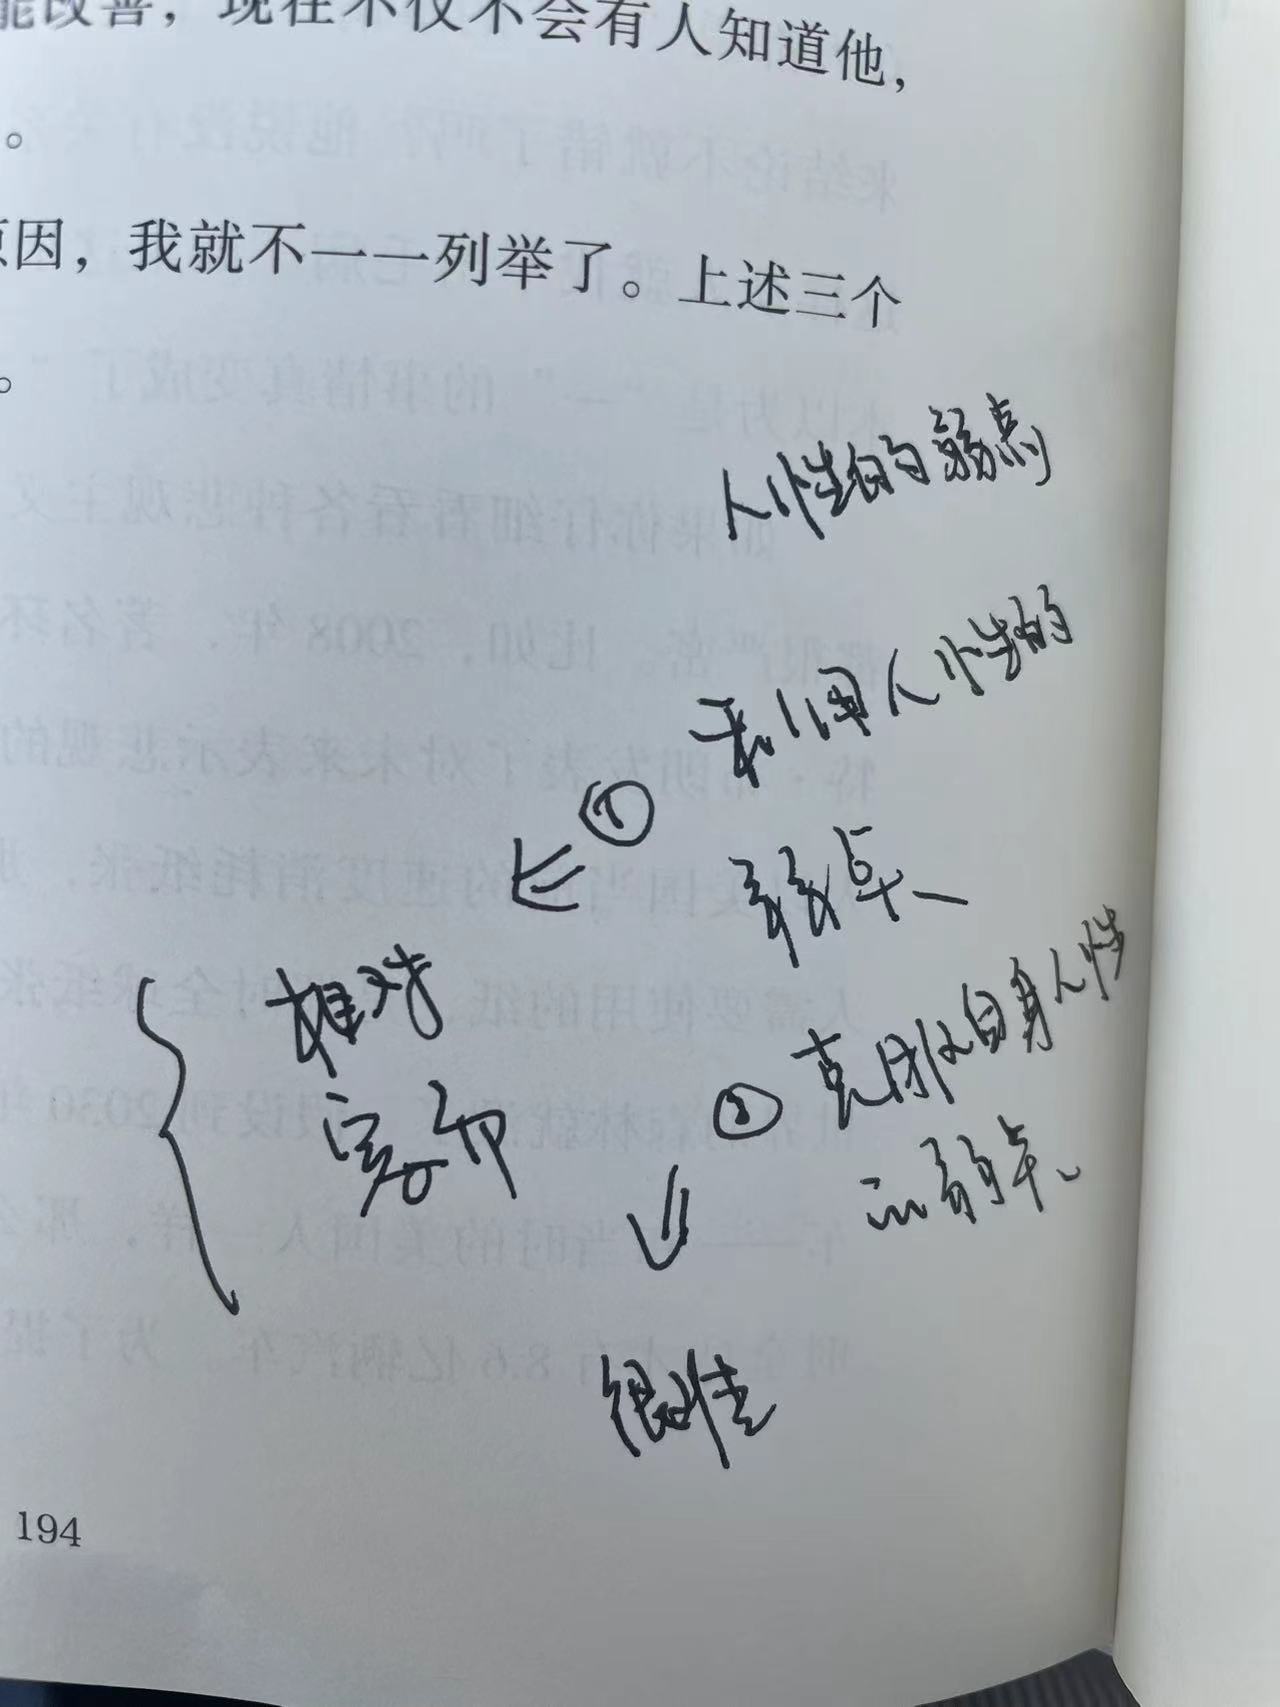 能改善，现在不仅不会有人知道他，
。
原因，我就不一一列举了。上述三个
。
人性的弱点
利用人性的
①
弱点
相对
容
克服自身人性
②
的弱点、
很难
194